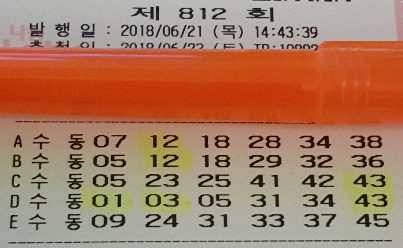 제 812 회
발 행 일 : 2018/06/21 (목) 14:43:39
A 수 동 07 12 18 28 34 38
B 수 동 05 12 18 29 32 36
C 수 동 05 23 25 41 42 43
D 수 동 01 03 05 31 34 43
E 수 동 09 24 31 33 37 45